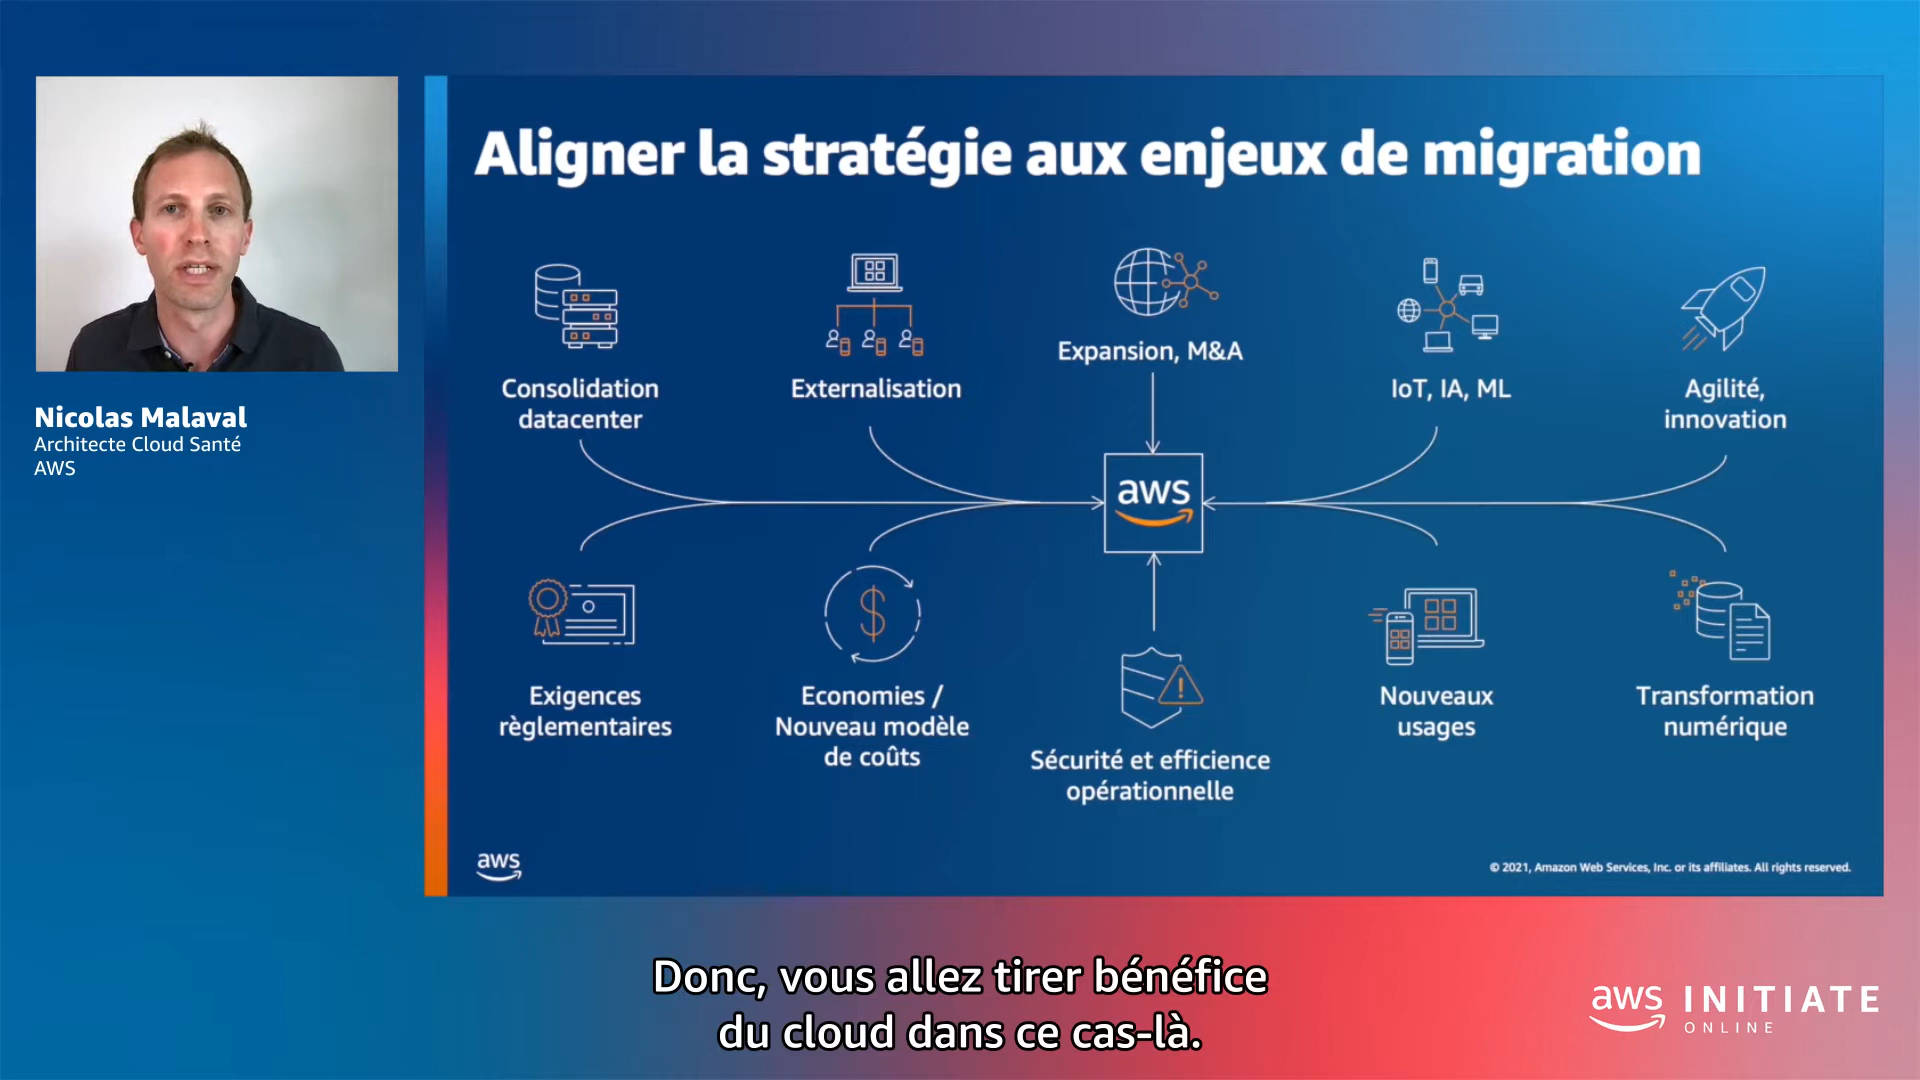 Aligner la stratégie aux enjeux de migration
Nicolas Malaval
Architecte Cloud Santé
AWS
Consolidation
datacenter
Externalisation
Expansion, M&A
IoT, IA, ML
Agilité,
innovation
aws
Exigences
règlementaires
Economies /
Nouveau modèle
de coûts
Sécurité et efficience
opérationnelle
Nouveaux
usages
Transformation
numérique
aws
© 2021, Amazon Web Services, Inc. or its affiliates. All rights reserved.
Donc, vous allez tirer bénéfice
du cloud dans ce cas-là.
aws INITIATE
ONLINE